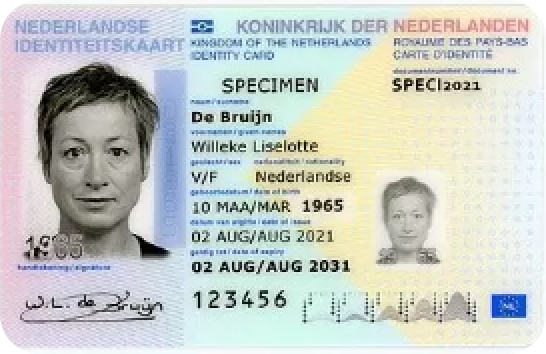 NEDERLANDSE
IDENTITEITSKAART
KONINKRIJK DER NEDERLANDEN
KINGDOM OF THE NETHERLANDS
IDENTITY CARD
ROYAUME DES PAYS-BAS
CARTE D'IDENTITÉ
documentnummer / document no.
SPECIMEN
SPECI2021
naam / surname
De Bruijn
voornamen / given names
Willeke Liselotte
geslacht / sex nationaliteit / nationality
V/F Nederlandse
geboortedatum / date of birth
10 MAA/MAR 1965
datum van afgifte / date of issue
02 AUG/AUG 2021
geldig tot / date of expiry
02 AUG/AUG 2031
1965
handtekening / signature
W.L. de Bruijn
123456
NL